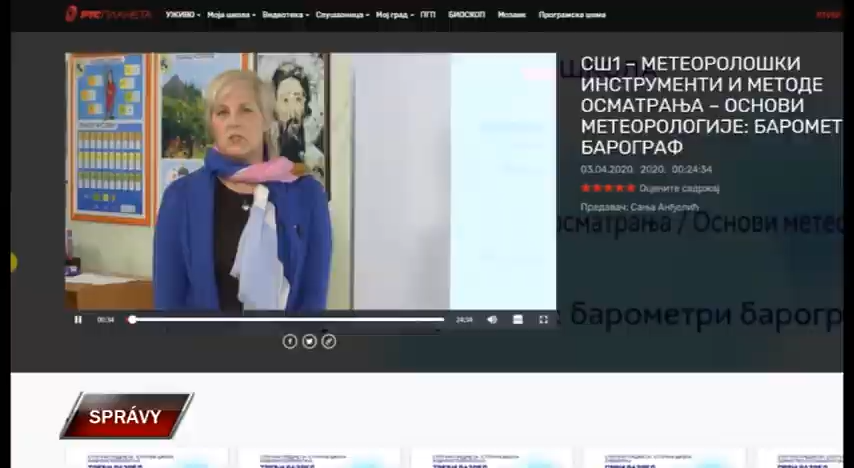 РТС ПЛАНЕТА
УЖИВО Моја школа Видеотека Слушаоница Мој град ПГП БИОСКОП Мозаик Програмска шема
СШ1 – МЕТЕОРОЛОШКИ
ИНСТРУМЕНТИ И МЕТОДЕ
ОСМАТРАЊА – ОСНОВИ
МЕТЕОРОЛОГИЈЕ: БАРОМЕТ
БАРОГРАФ
03.04.2020. 2020. 00:24:34
Оцените садржај
Предавач: Сања Анђелић
осматрања / Основи метео
: барометри барогр
00:34
24:34
SPRÁVY